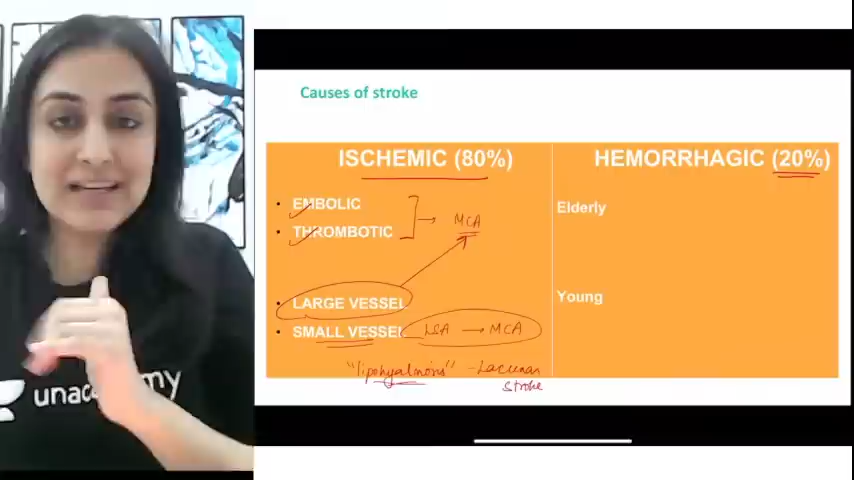 Causes of stroke
ISCHEMIC (80%)
HEMORRHAGIC (20%)
• EMBOLIC
• THROMBOTIC
MCA
Elderly
Young
• LARGE VESSEL
• SMALL VESSEL
LSA → MCA
"lipohyalinosis" - Lacunar
stroke
unacademy